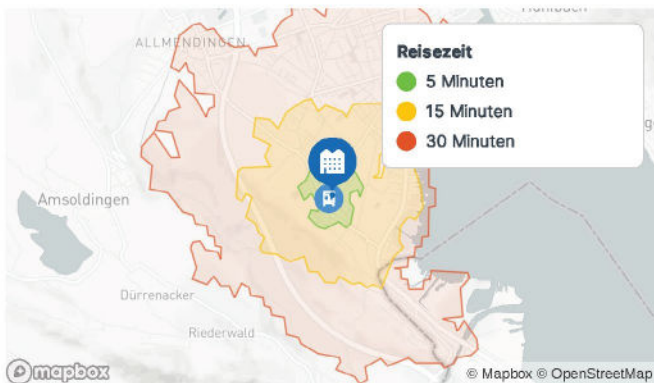 ALLMENDINGEN
Reisezeit
5 Minuten
15 Minuten
30 Minuten
Amsoldingen
Dürrenacker
Riederwald
mapbox
© Mapbox © OpenStreetMap